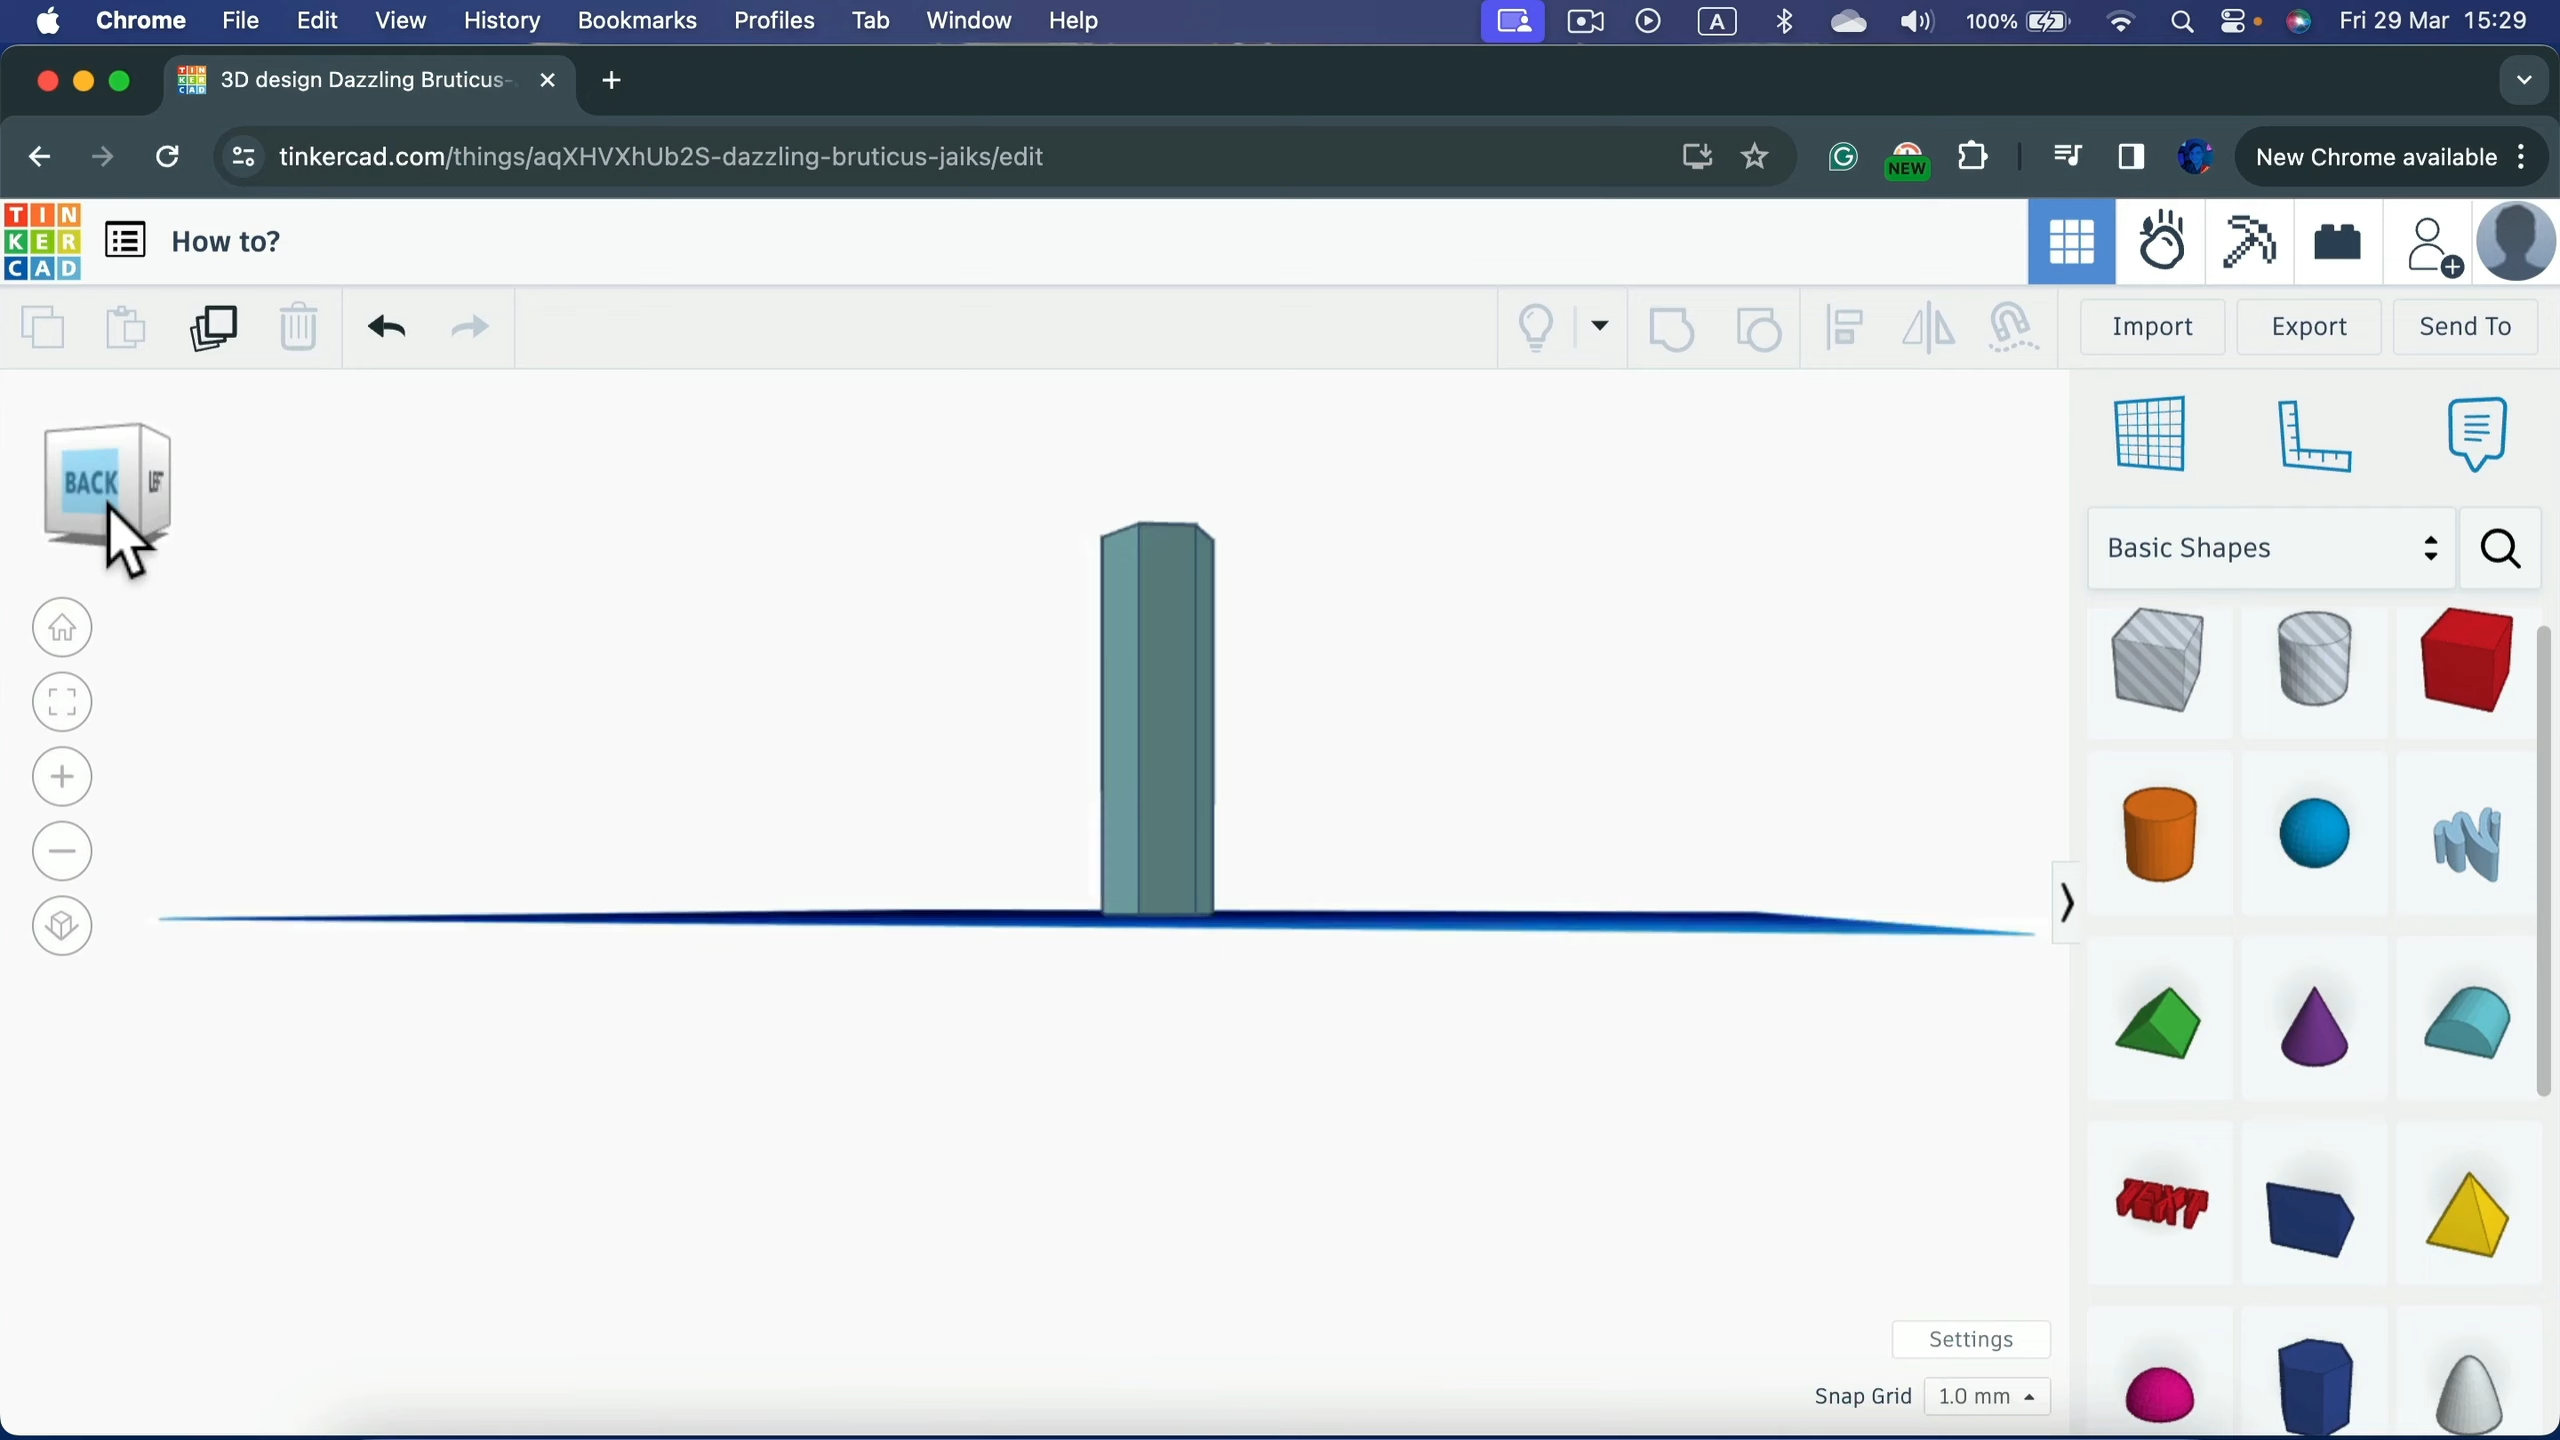 Chrome File Edit View History Bookmarks Profiles Tab Window Help A 100% Fri 29 Mar 15:29
3D design Dazzling Bruticus-
tinkercad.com/things/aqXHVXhUb2S-dazzling-bruticus-jaiks/edit NEW New Chrome available
TIN
KER
CAD
How to?
Import Export Send To
BACK
Basic Shapes
TEXT
Settings
Snap Grid 1.0 mm